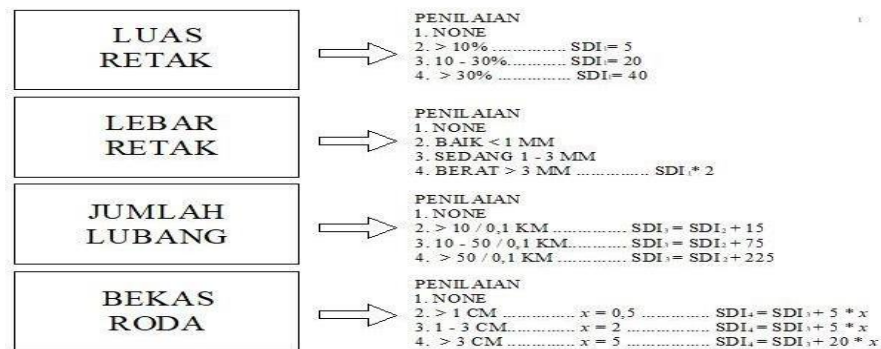 LUAS
RETAK
PENILAIAN
1. NONE
2. > 10% .............. SDI₁= 5
3. 10 - 30%........... SDI₁= 20
4. > 30% .............. SDI₁= 40
LEBAR
RETAK
PENILAIAN
1. NONE
2. BAIK < 1 MM
3. SEDANG 1 - 3 MM
4. BERAT > 3 MM .............. SDI₁* 2
JUMLAH
LUBANG
PENILAIAN
1. NONE
2. > 10 / 0,1 KM .............. SDI₃ = SDI₂ + 15
3. 10 - 50 / 0,1 KM........... SDI₃ = SDI₂ + 75
4. > 50 / 0,1 KM ............. SDI₃ = SDI₂ + 225
BEKAS
RODA
PENILAIAN
1. NONE
2. > 1 CM .............. x = 0,5 ............. SDI₄ = SDI₃ + 5 * x
3. 1 - 3 CM............. x = 2 .............. SDI₄ = SDI₃ + 5 * x
4. > 3 CM .............. x = 5 .............. SDI₄ = SDI₃ + 20 * x